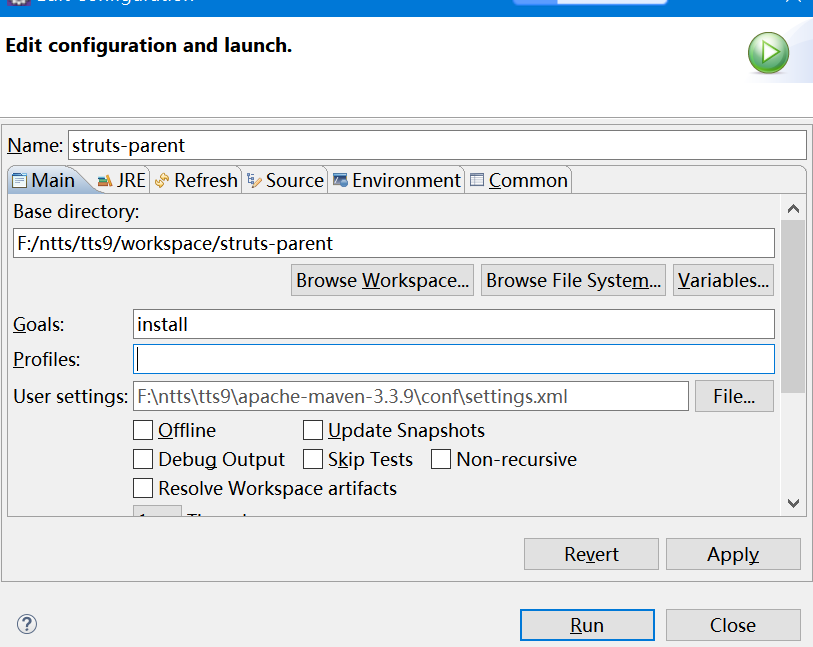 Edit configuration and launch.
Name: struts-parent
Main JRE Refresh Source Environment Common
Base directory:
F:/ntts/tts9/workspace/struts-parent
Browse Workspace... Browse File System... Variables...
Goals: install
Profiles:
User settings: F:\ntts\tts9\apache-maven-3.3.9\conf\settings.xml File...
Offline Update Snapshots
Debug Output Skip Tests Non-recursive
Resolve Workspace artifacts
Revert Apply
Run Close